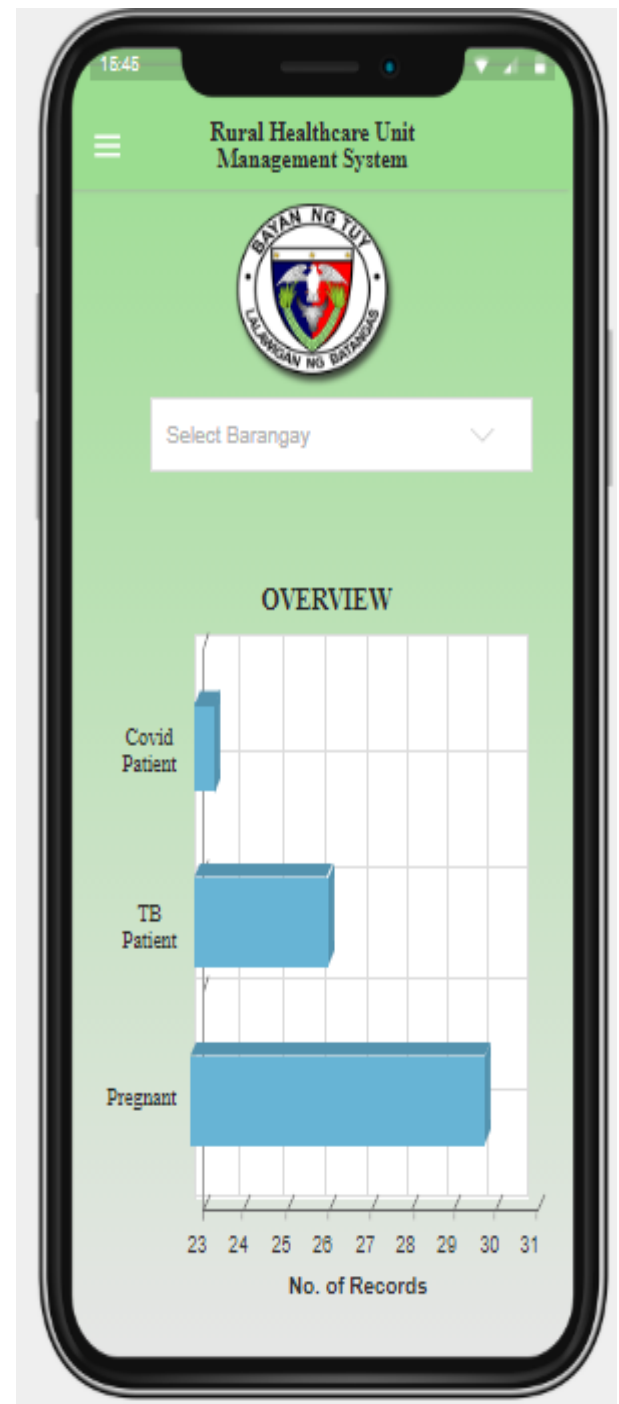 15:45
Rural Healthcare Unit
Management System
BAYAN NG TUY
LALAWIGAN NG BATANGAS
Select Barangay
OVERVIEW
Covid
Patient
TB
Patient
Pregnant
23 24 25 26 27 28 29 30 31
No. of Records